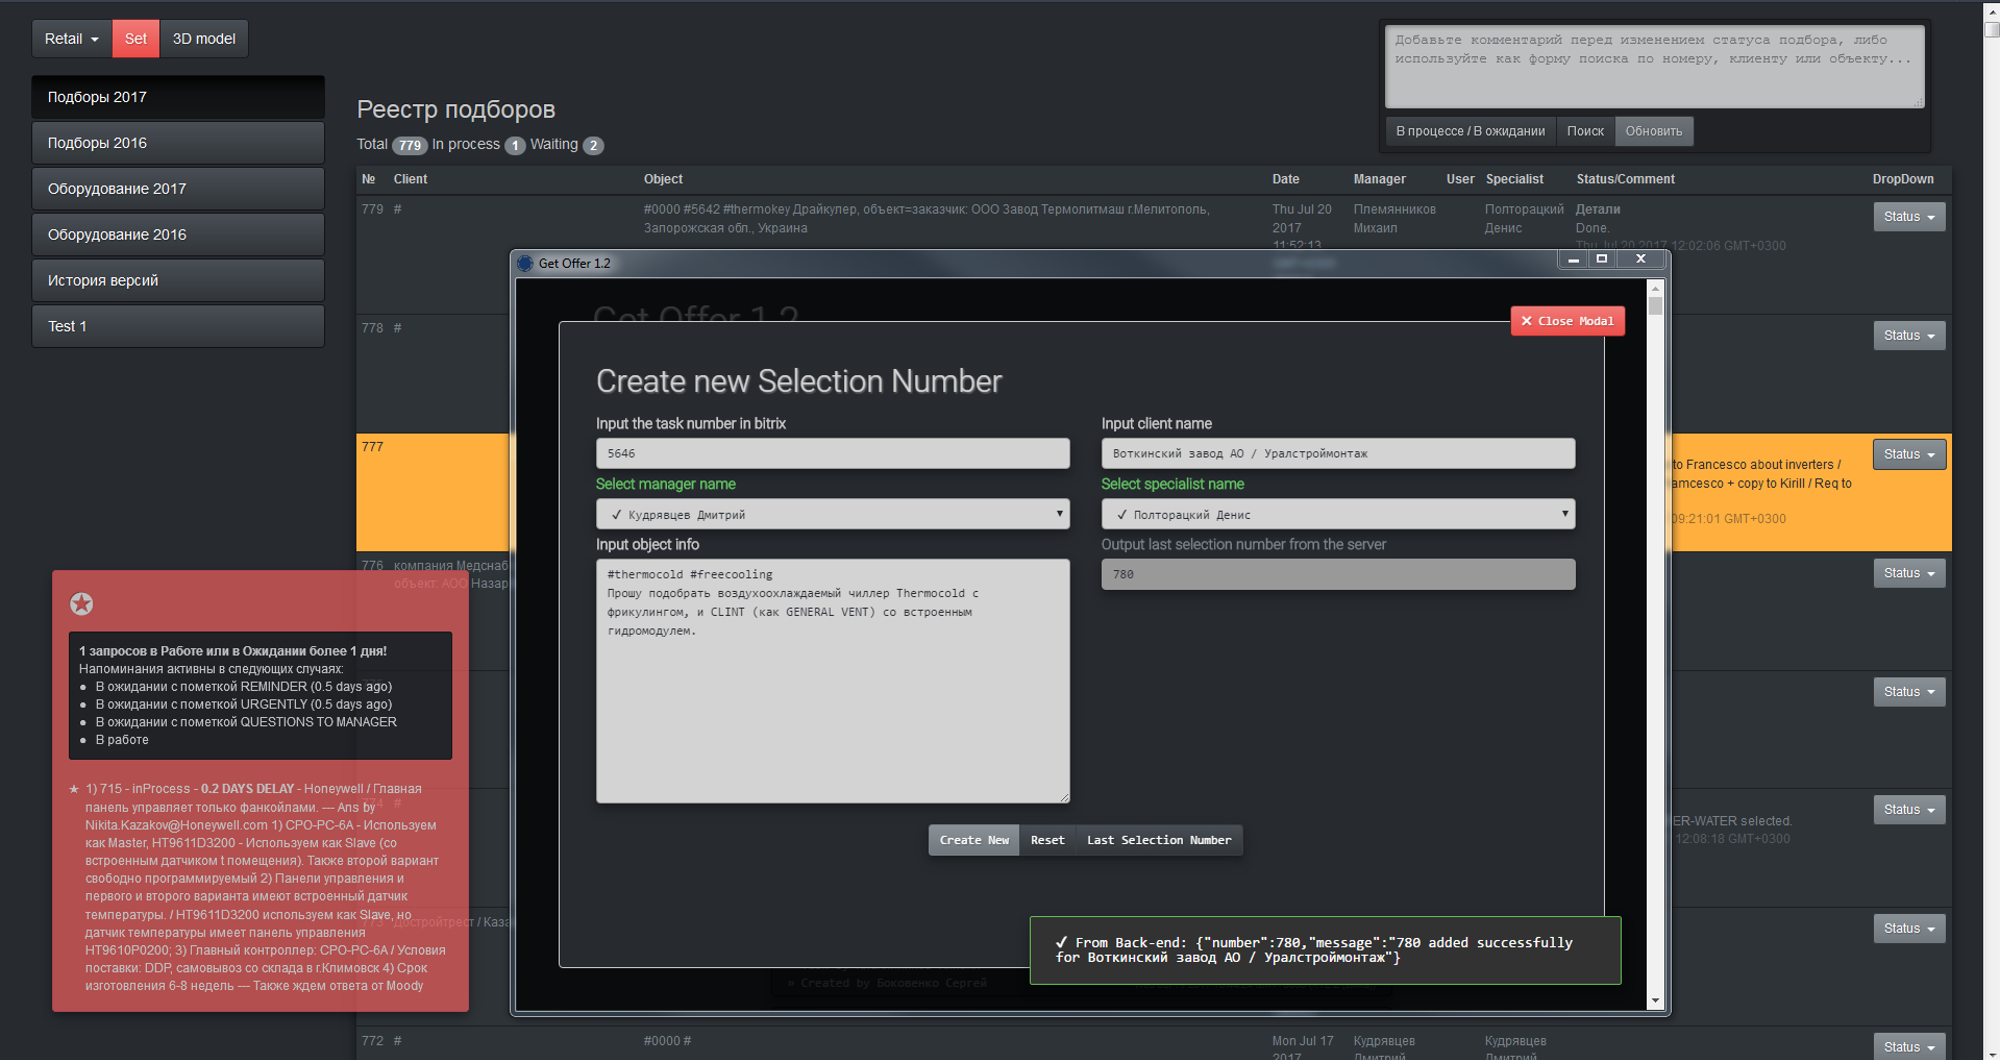 Retail
Set
3D model
Подборы 2017
Подборы 2016
Оборудование 2017
Оборудование 2016
История версий
Test 1
Добавьте комментарий перед изменением статуса подбора, либо
используйте как форму поиска по номеру, клиенту или объекту...
В процессе / В ожидании
Поиск
Обновить
Реестр подборов
Total 779 In process 1 Waiting 2
№ Client Object Date Manager User Specialist Status/Comment DropDown
779 # #0000 #5642 #thermokey Драйкулер, объект=заказчик: ООО Завод Термолитмаш г.Мелитополь, Thu Jul 20 Племянников Полторацкий Детали Status
Запорожская обл., Украина 2017 Михаил Денис Done.
11:52:13 Thu Jul 20 2017 12:02:06 GMT+0300
Get Offer 1.2
Get Offer 1.2
✕ Close Modal
778 # Status
Create new Selection Number
Input the task number in bitrix
5646
Input client name
Воткинский завод АО / Уралстроймонтаж
Select manager name
✓ Кудрявцев Дмитрий
Select specialist name
✓ Полторацкий Денис
Input object info
#thermocold #freecooling
Прошу подобрать воздухоохлаждаемый чиллер Thermocold с
фрикулингом, и CLINT (как GENERAL VENT) со встроенным
гидромодулем.
Output last selection number from the server
780
Create New
Reset
Last Selection Number
✓ From Back-end: {"number":780,"message":"780 added successfully
for Воткинский завод АО / Уралстроймонтаж"}
» Created by Боковенко Сергей
777 Status
to Francesco about inverters /
amcesco + copy to Kirill / Req to
09:21:01 GMT+0300
776 компания Медснаб Status
объект: АОО Назар
Status
774 # Status
ER-WATER selected.
12:08:18 GMT+0300
достройтрест / Каза Status
772 # #0000 # Mon Jul 17 Кудрявцев Кудрявцев Status
2017 Дмитрий Дмитрий
1 запросов в Работе или в Ожидании более 1 дня!
Напоминания активны в следующих случаях:
В ожидании с пометкой REMINDER (0.5 days ago)
В ожидании с пометкой URGENTLY (0.5 days ago)
В ожидании с пометкой QUESTIONS TO MANAGER
В работе
★ 1) 715 - inProcess - 0.2 DAYS DELAY - Honeywell / Главная
панель управляет только фанкойлами. — Ans by
Nikita.Kazakov@Honeywell.com 1) CPO-PC-6A - Используем
как Master, HT9611D3200 - Используем как Slave (со
встроенным датчиком t помещения). Также второй вариант
свободно программируемый 2) Панели управления и
первого и второго варианта имеют встроенный датчик
температуры. / HT9611D3200 используем как Slave, но
датчик температуры имеет панель управления
HT9610P0200; 3) Главный контроллер: CPO-PC-6A / Условия
поставки: DDP, самовывоз со склада в г.Климовск 4) Срок
изготовления 6-8 недель — Также ждем ответа от Moody